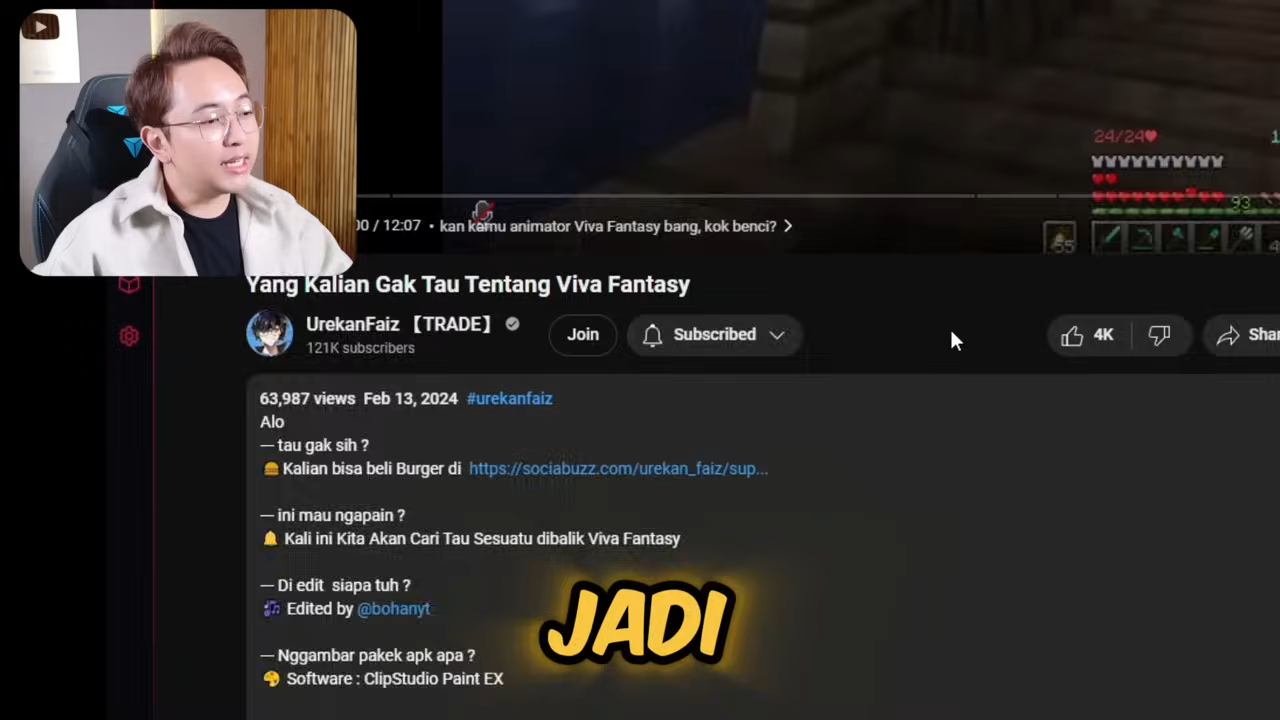 24/24
93
55
00 / 12:07 • kan kamu animator Viva Fantasy bang, kok benci?
Yang Kalian Gak Tau Tentang Viva Fantasy
UrekanFaiz 【TRADE】
121K subscribers
Join
Subscribed
4K
Shar
63,987 views Feb 13, 2024 #urekanfaiz
Alo
— tau gak sih ?
Kalian bisa beli Burger di https://sociabuzz.com/urekan_faiz/sup...
— ini mau ngapain ?
Kali ini Kita Akan Cari Tau Sesuatu dibalik Viva Fantasy
— Di edit siapa tuh ?
Edited by @bohanyt
— Nggambar pakek apk apa ?
Software : ClipStudio Paint EX
JADI